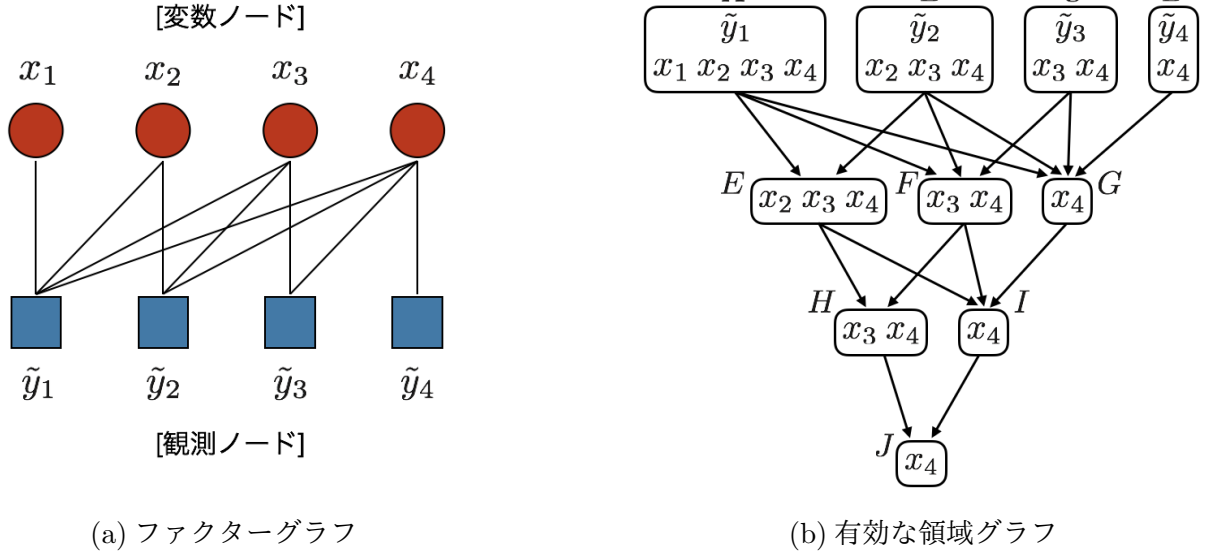 [変数ノード]
x₁ x₂ x₃ x₄
ỹ₁ ỹ₂ ỹ₃ ỹ₄
[観測ノード]
(a) ファクターグラフ
ỹ₁ ỹ₂ ỹ₃ ỹ₄
x₁ x₂ x₃ x₄ x₂ x₃ x₄ x₃ x₄ x₄
E x₂ x₃ x₄ F x₃ x₄ x₄ G
H x₃ x₄ x₄ I
J x₄
(b) 有効な領域グラフ